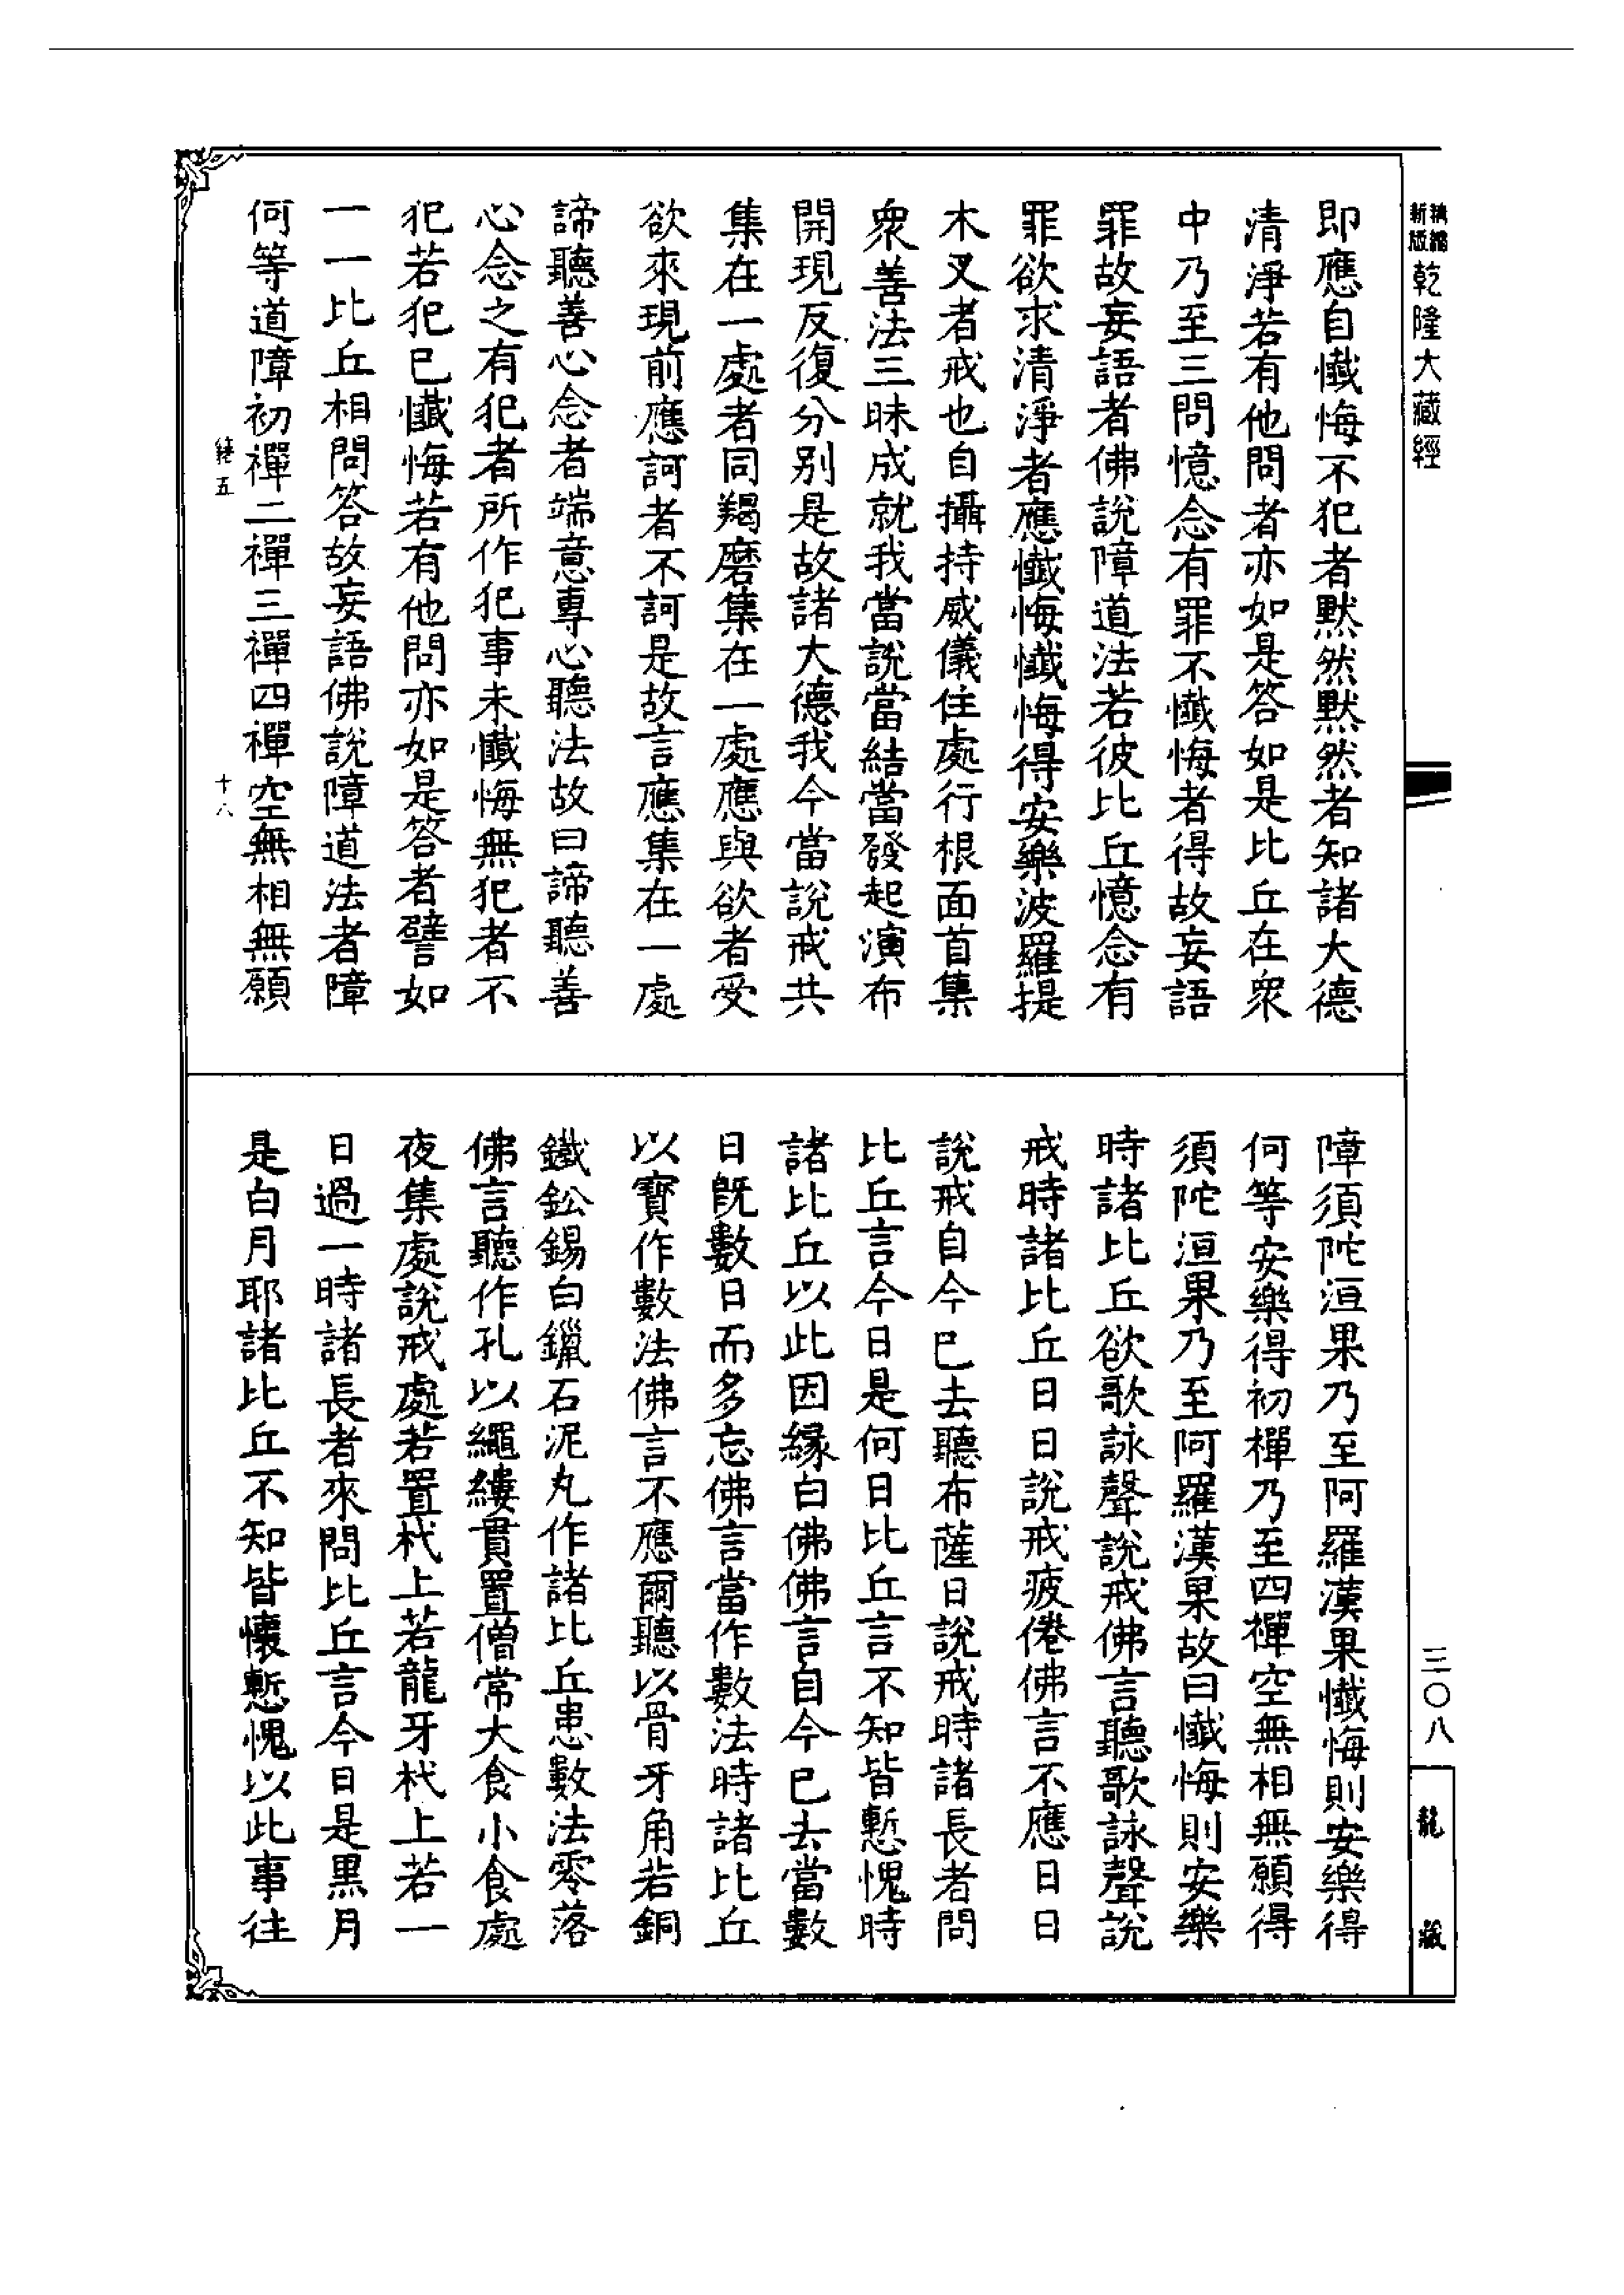 新版精縮乾隆大藏經
即應自懺悔不犯者默然默然者知諸大德
清淨若有他問者亦如是答如是比丘在眾
中乃至三問憶念有罪不懺悔者得故妄語
罪故妄語者佛說障道法若彼比丘憶念有
罪欲求清淨者應懺悔懺悔得安樂波羅提
木叉者戒也自攝持威儀住處行根面首集
眾善法三昧成就我當說當結當發起演布
開現反復分別是故諸大德我今當說戒共
集在一處者同羯磨集在一處應與欲者受
欲來現前應訶者不訶是故言應集在一處
諦聽善心念者端意專心聽法故曰諦聽善
心念之有犯者所作犯事未懺悔無犯者不
犯若犯已懺悔若有他問亦如是答者譬如
一一比丘相問答故妄語佛說障道法者障
何等道障初禪二禪三禪四禪空無相無願
五
十八
障須陀洹果乃至阿羅漢果懺悔則安樂得
何等安樂得初禪乃至四禪空無相無願得
須陀洹果乃至阿羅漢果故曰懺悔則安樂
時諸比丘欲歌詠聲說戒佛言聽歌詠聲說
戒時諸比丘日日說戒疲倦佛言不應日日
說戒自今已去聽布薩日說戒時諸長者問
比丘言今日是何日比丘言不知皆慙愧時
諸比丘以此因緣白佛佛言自今已去當數
日旣數日而多忘佛言當作數法時諸比丘
以寶作數法佛言不應爾聽以骨牙角若銅
鐵鈆錫白鑞石泥丸作諸比丘患數法零落
佛言聽作孔以繩縷貫置僧常大食小食處
夜集處說戒處若置杙上若龍牙杙上若一
日過一時諸長者來問比丘言今日是黑月
是白月耶諸比丘不知皆懷慙愧以此事往
三〇八
龍藏